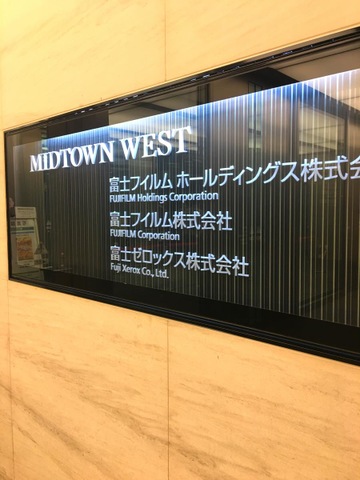 MIDTOWN WEST
富士フイルム ホールディングス株式会
FUJIFILM Holdings Corporation
富士フイルム株式会社
FUJIFILM Corporation
富士ゼロックス株式会社
Fuji Xerox Co., Ltd.